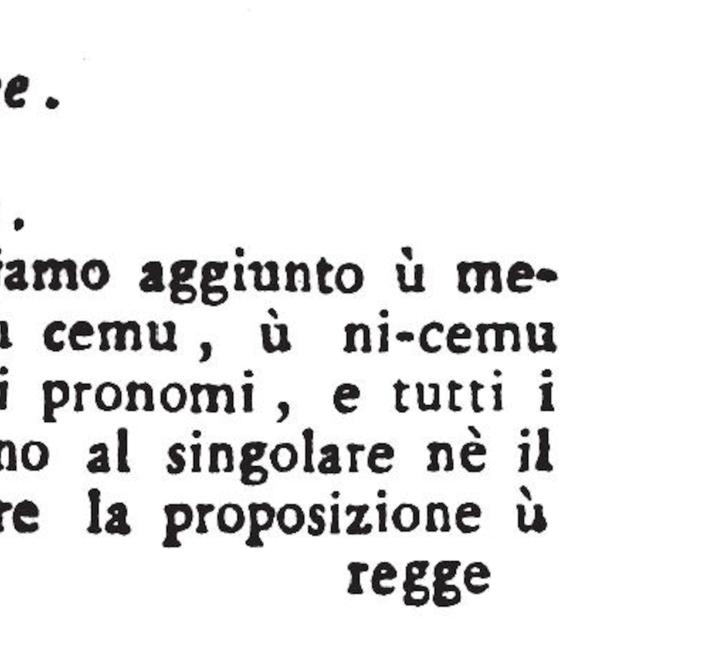 e.
.
iamo aggiunto ù me-
cemu, ù ni-cemu
i pronomi, e tutti i
no al singolare nè il
re la proposizione ù
regge